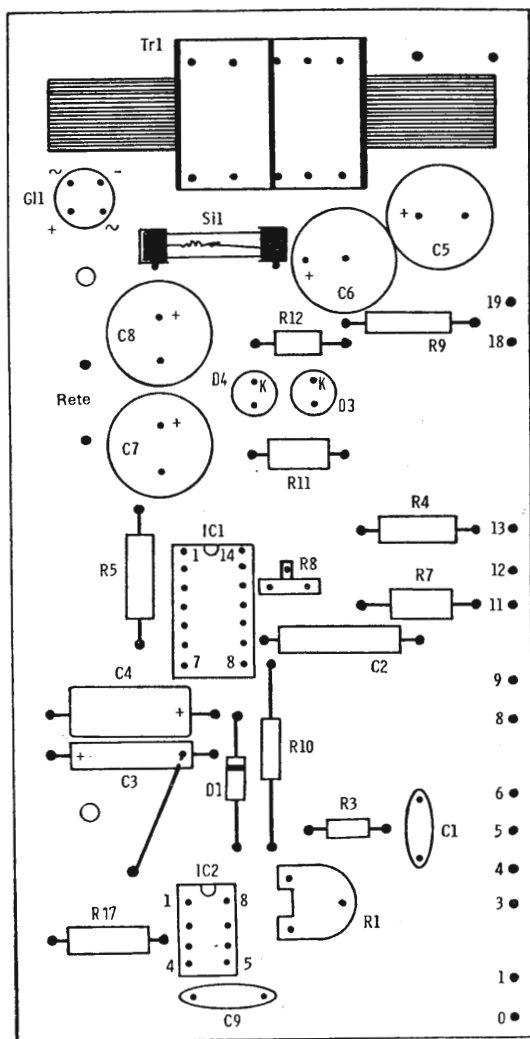 Tr1
~ -
Gl1
+ ~
Si1
+
C5
+
C6
19
18
R12
R9
C8
+
D4
K
K
D3
Rete
C7
+
R11
R4
13
IC1
1 14
R5
R8
12
R7
11
7 8
C2
C4
+
9
8
+
C3
R10
D1
6
R3
C1
5
4
IC2
1 8
3
R17
R1
4 5
1
C9
0